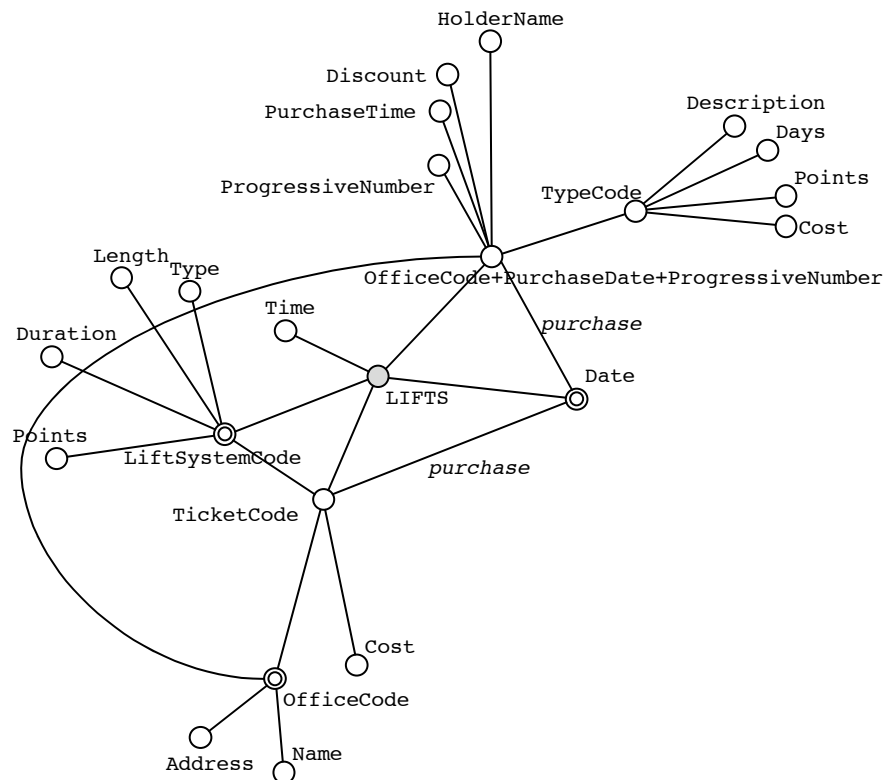 HolderName
Discount
PurchaseTime
ProgressiveNumber
Description
Days
Points
Cost
TypeCode
OfficeCode+PurchaseDate+ProgressiveNumber
Length
Type
Time
purchase
Duration
Date
LIFTS
Points
LiftSystemCode
purchase
TicketCode
Cost
OfficeCode
Name
Address